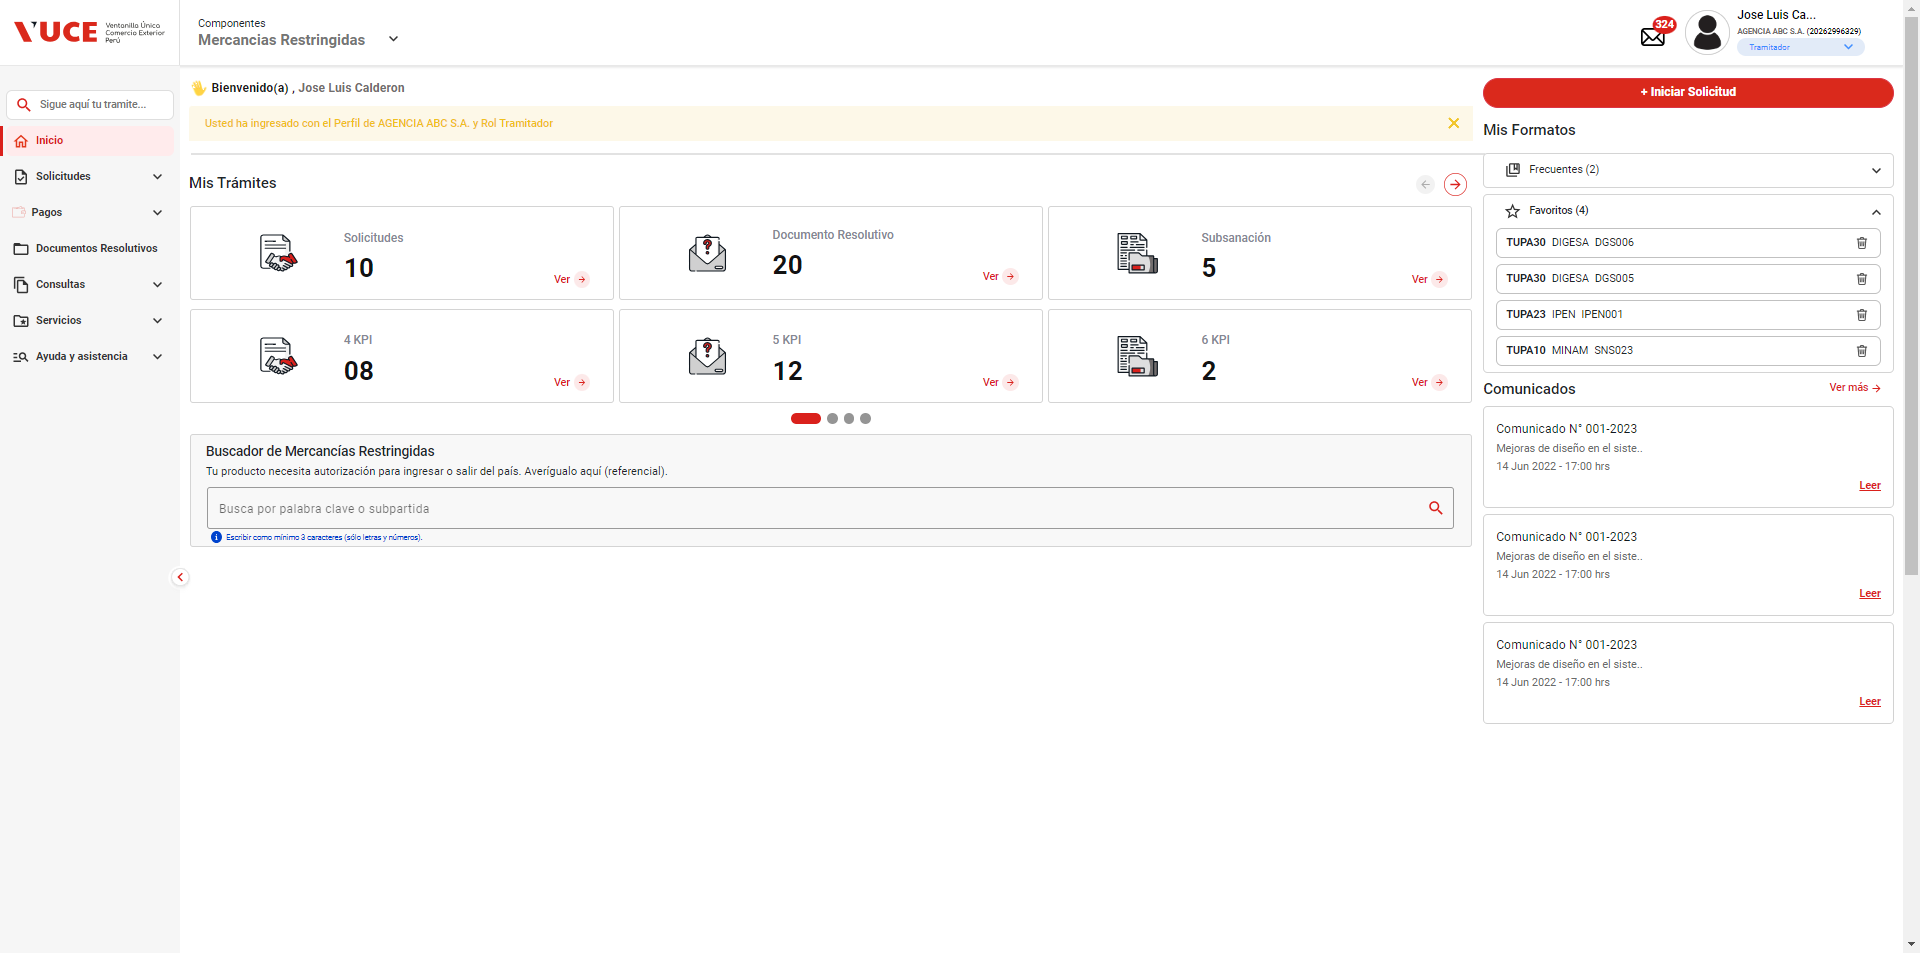 VUCE
Ventanilla Única
Comercio Exterior
Perú
Componentes
Mercancias Restringidas
324
Jose Luis Ca...
AGENCIA ABC S.A. (20262996329)
Tramitador
Sigue aquí tu tramite...
Inicio
Solicitudes
Pagos
Documentos Resolutivos
Consultas
Servicios
Ayuda y asistencia
Bienvenido(a) , Jose Luis Calderon
Usted ha ingresado con el Perfil de AGENCIA ABC S.A. y Rol Tramitador
Mis Trámites
Solicitudes
10
Ver
Documento Resolutivo
20
Ver
Subsanación
5
Ver
4 KPI
08
Ver
5 KPI
12
Ver
6 KPI
2
Ver
Buscador de Mercancías Restringidas
Tu producto necesita autorización para ingresar o salir del país. Averígualo aquí (referencial).
Busca por palabra clave o subpartida
Escribir como mínimo 3 caracteres (sólo letras y números).
+ Iniciar Solicitud
Mis Formatos
Frecuentes (2)
Favoritos (4)
TUPA30 DIGESA DGS006
TUPA30 DIGESA DGS005
TUPA23 IPEN IPEN001
TUPA10 MINAM SNS023
Comunicados
Ver más
Comunicado N° 001-2023
Mejoras de diseño en el siste..
14 Jun 2022 - 17:00 hrs
Leer
Comunicado N° 001-2023
Mejoras de diseño en el siste..
14 Jun 2022 - 17:00 hrs
Leer
Comunicado N° 001-2023
Mejoras de diseño en el siste..
14 Jun 2022 - 17:00 hrs
Leer